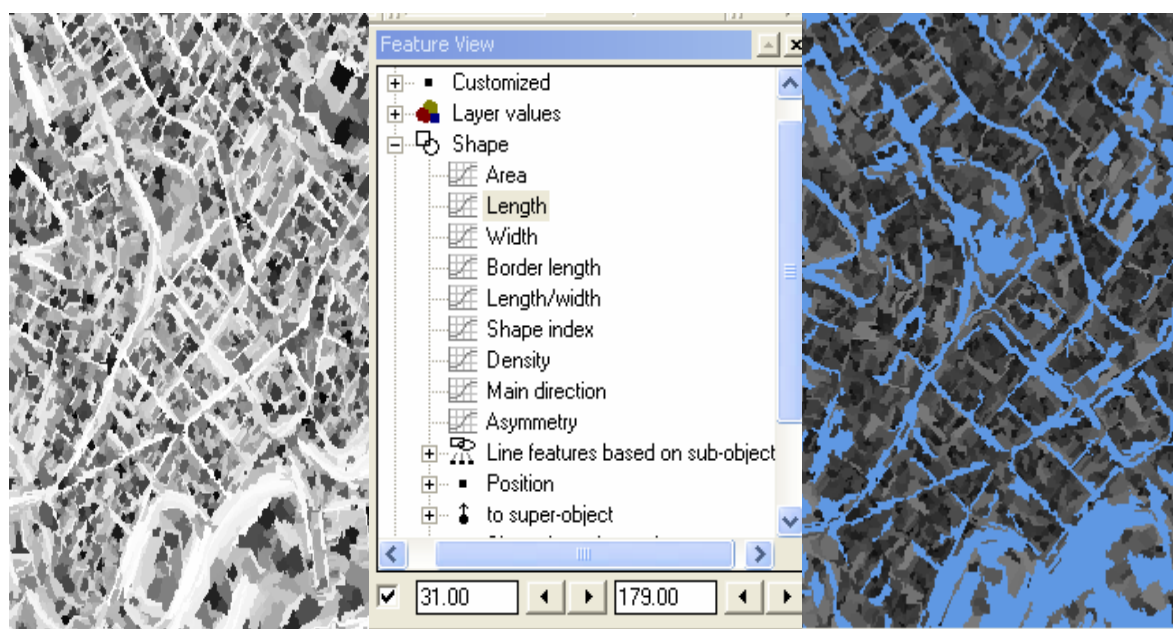 Feature View
Customized
Layer values
Shape
Area
Length
Width
Border length
Length/width
Shape index
Density
Main direction
Asymmetry
Line features based on sub-object
Position
to super-object
31.00 179.00